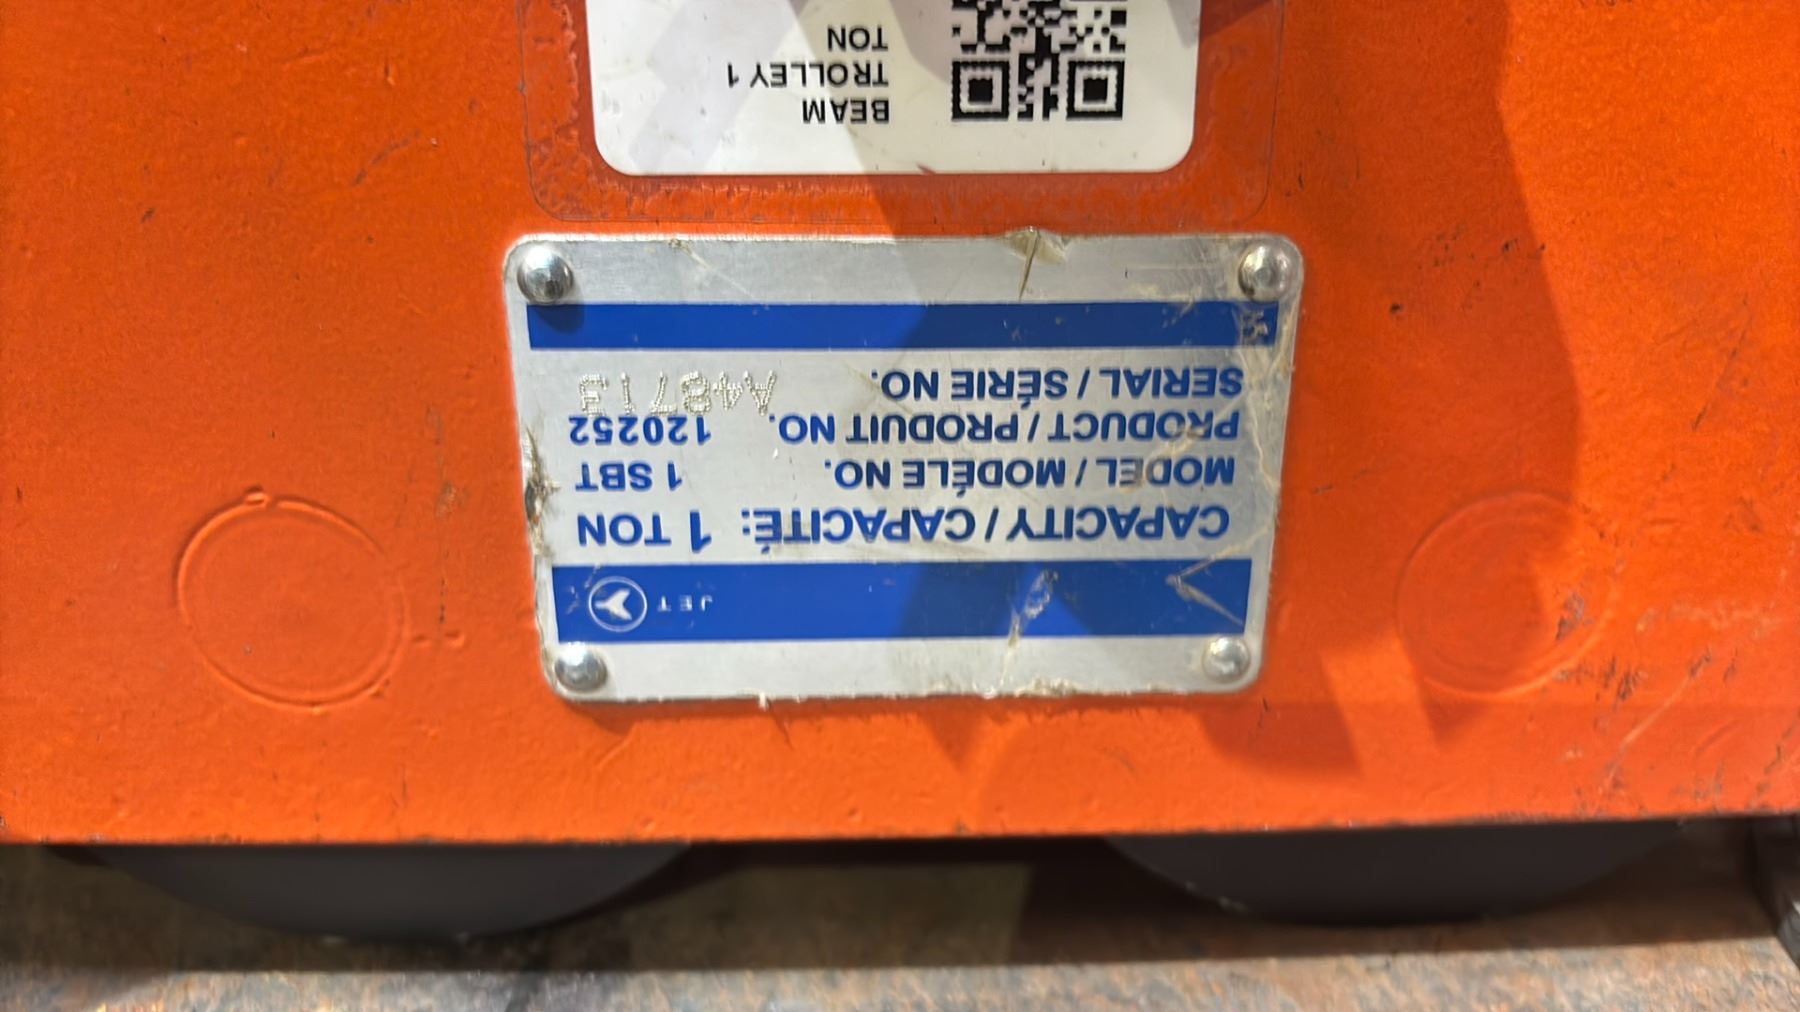 BEAM
TROLLEY 1
TON
JET
CAPACITY / CAPACITÉ: 1 TON
MODEL / MODÉLE NO. 1 SBT
PRODUCT / PRODUIT NO. 120252
SERIAL / SÉRIE NO. A48713